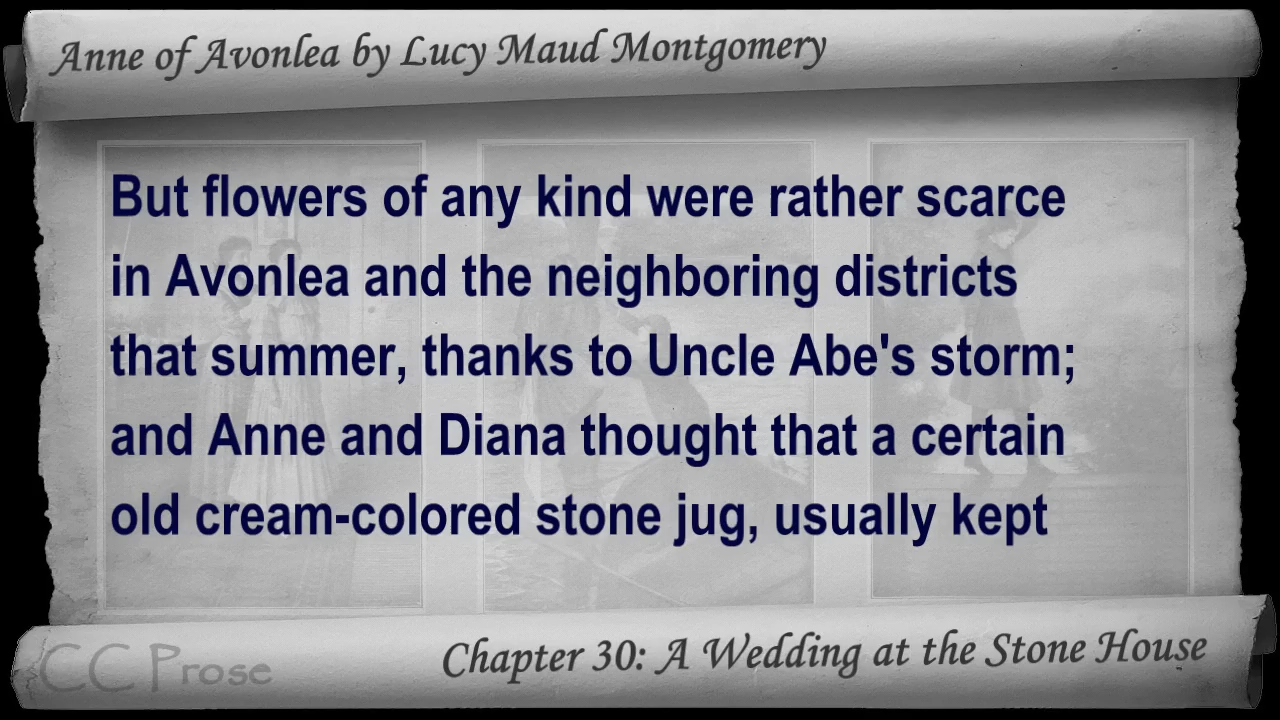 Anne of Avonlea by Lucy Maud Montgomery
But flowers of any kind were rather scarce
in Avonlea and the neighboring districts
that summer, thanks to Uncle Abe's storm;
and Anne and Diana thought that a certain
old cream-colored stone jug, usually kept
Chapter 30: A Wedding at the Stone House
CC Prose